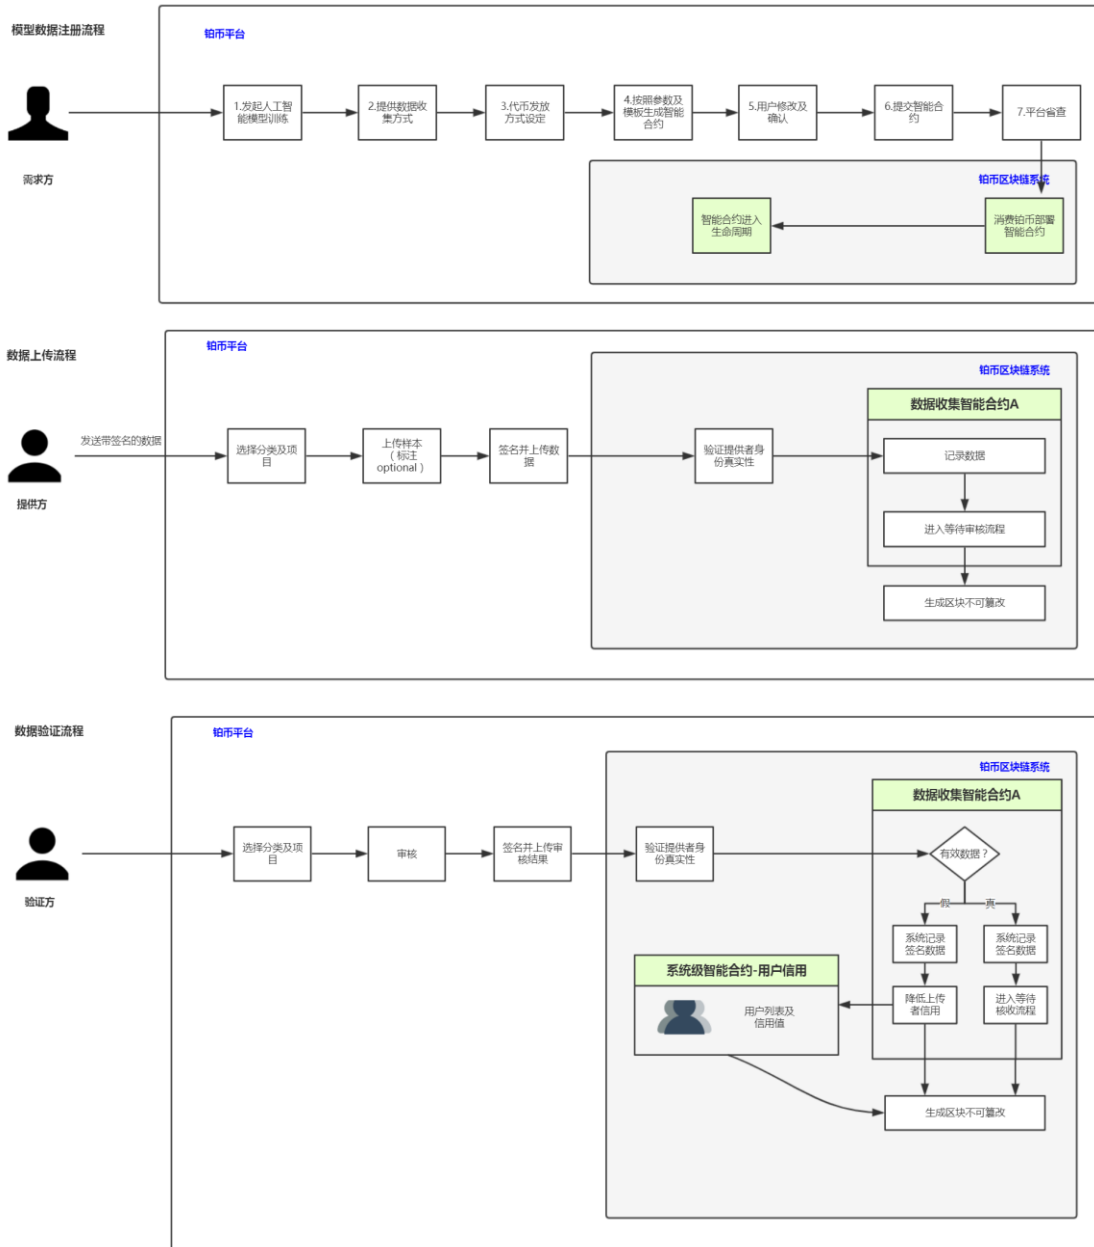 模型数据注册流程
铂币平台
需求方
1.发起人工智
能模型训练
2.提供数据收
集方式
3.代币发放
方式设定
4.按照参数及
模板生成智能
合约
5.用户修改及
确认
6.提交智能合
约
7.平台省查
铂币区块链系统
智能合约进入
生命周期
消费铂币部署
智能合约
数据上传流程
铂币平台
铂币区块链系统
提供方
发送带签名的数据
选择分类及项
目
上传样本
（标注
optional）
签名并上传数
据
验证提供者身
份真实性
数据收集智能合约A
记录数据
进入等待审核流程
生成区块不可篡改
数据验证流程
铂币平台
铂币区块链系统
验证方
选择分类及项
目
审核
签名并上传审
核结果
验证提供者身
份真实性
数据收集智能合约A
有效数据？
假
真
系统记录
签名数据
系统记录
签名数据
降低上传
者信用
进入等待
核收流程
系统级智能合约-用户信用
用户列表及
信用值
生成区块不可篡改